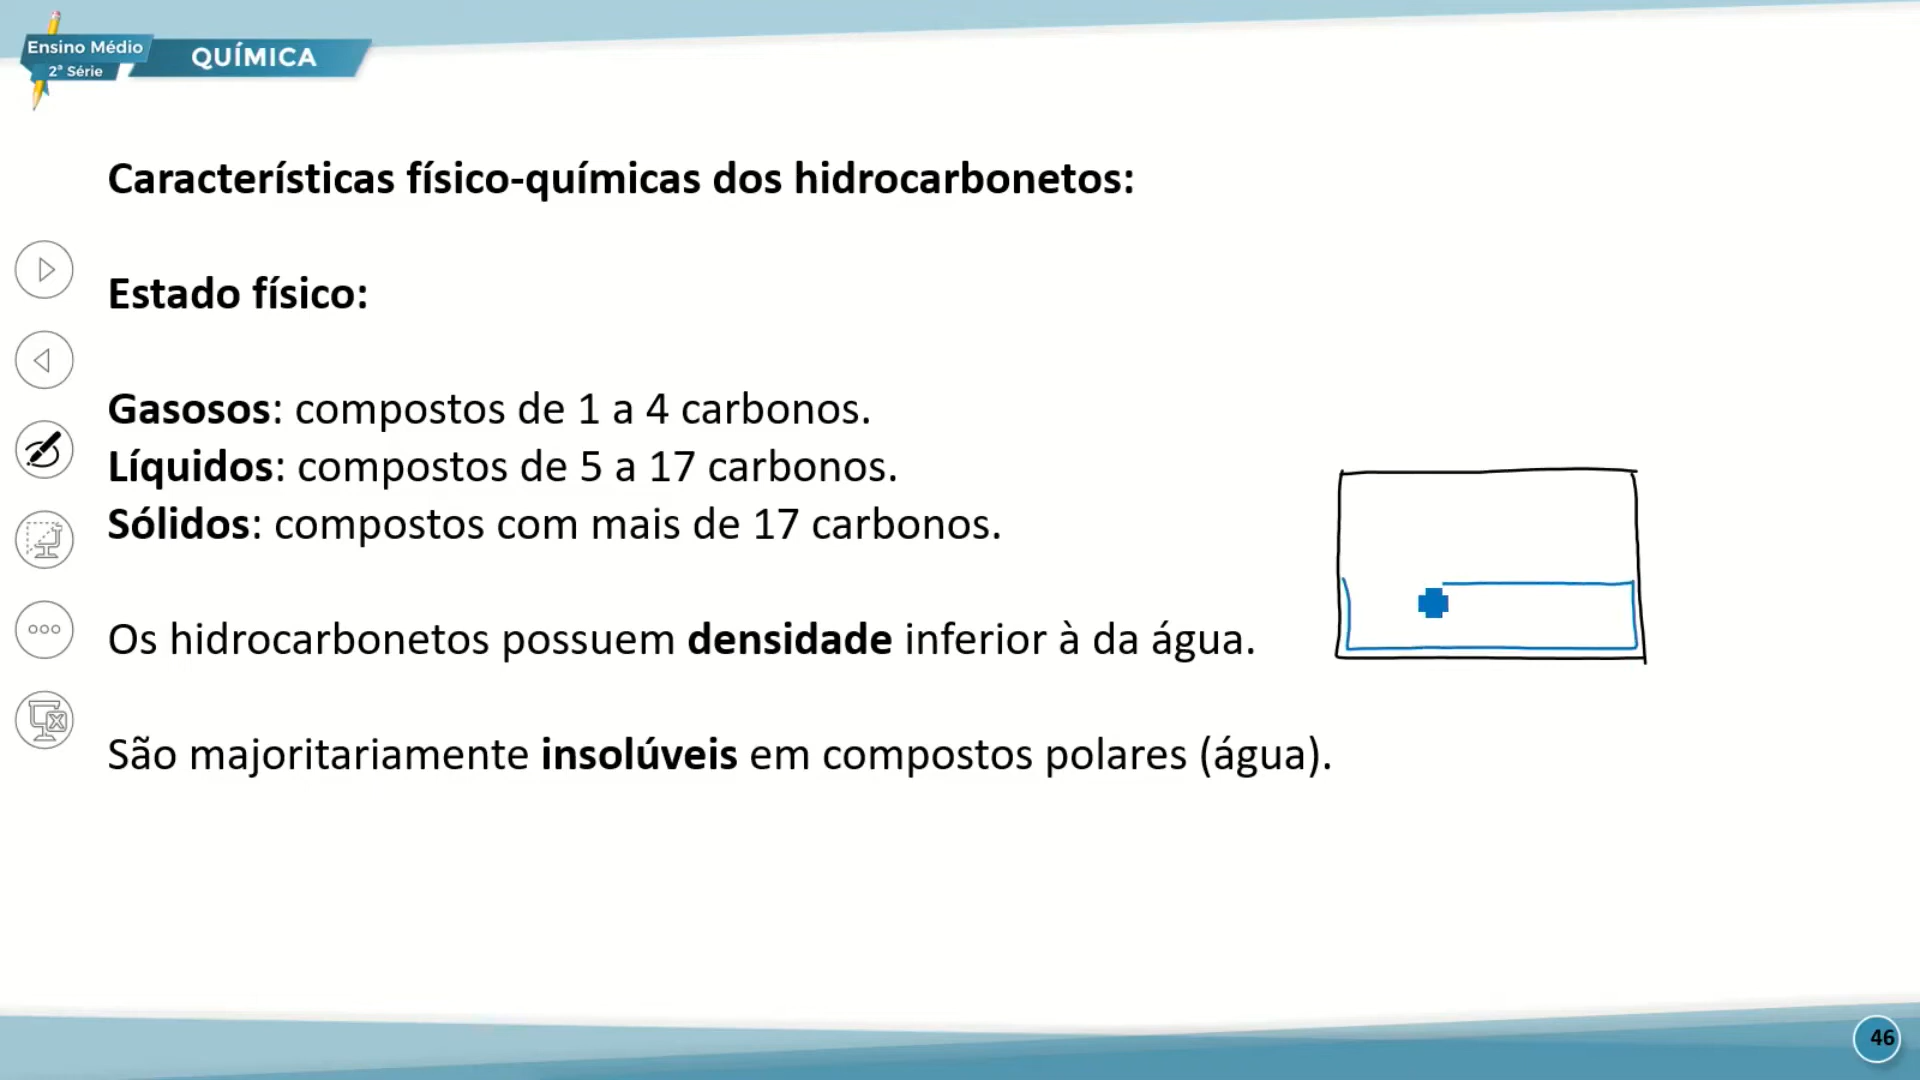 Ensino Médio
2ª Série
QUÍMICA
Características físico-químicas dos hidrocarbonetos:
Estado físico:
Gasosos: compostos de 1 a 4 carbonos.
Líquidos: compostos de 5 a 17 carbonos.
Sólidos: compostos com mais de 17 carbonos.
Os hidrocarbonetos possuem densidade inferior à da água.
São majoritariamente insolúveis em compostos polares (água).
46